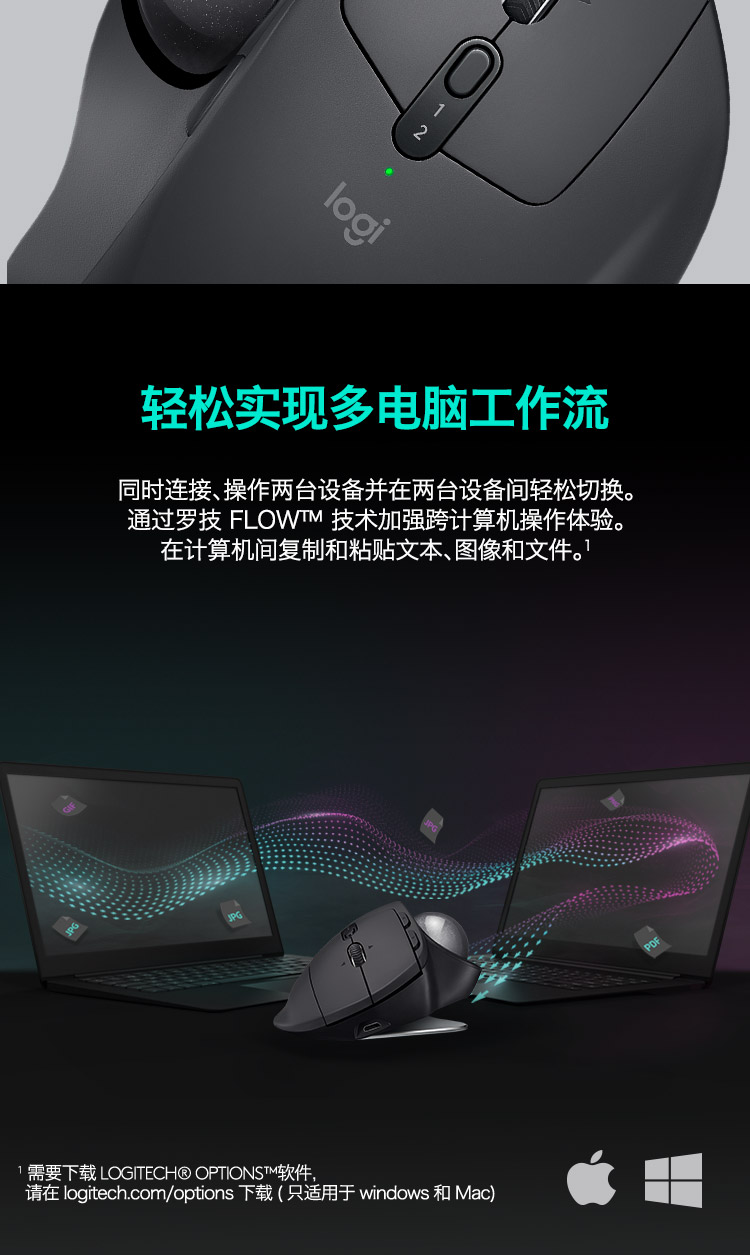 1
2
logi
轻松实现多电脑工作流
同时连接、操作两台设备并在两台设备间轻松切换。
通过罗技 FLOW™ 技术加强跨计算机操作体验。
在计算机间复制和粘贴文本、图像和文件。¹
GIF
JPG
JPG
JPG
PDF
¹ 需要下载 LOGITECH® OPTIONS™软件,
请在 logitech.com/options 下载 ( 只适用于 windows 和 Mac)